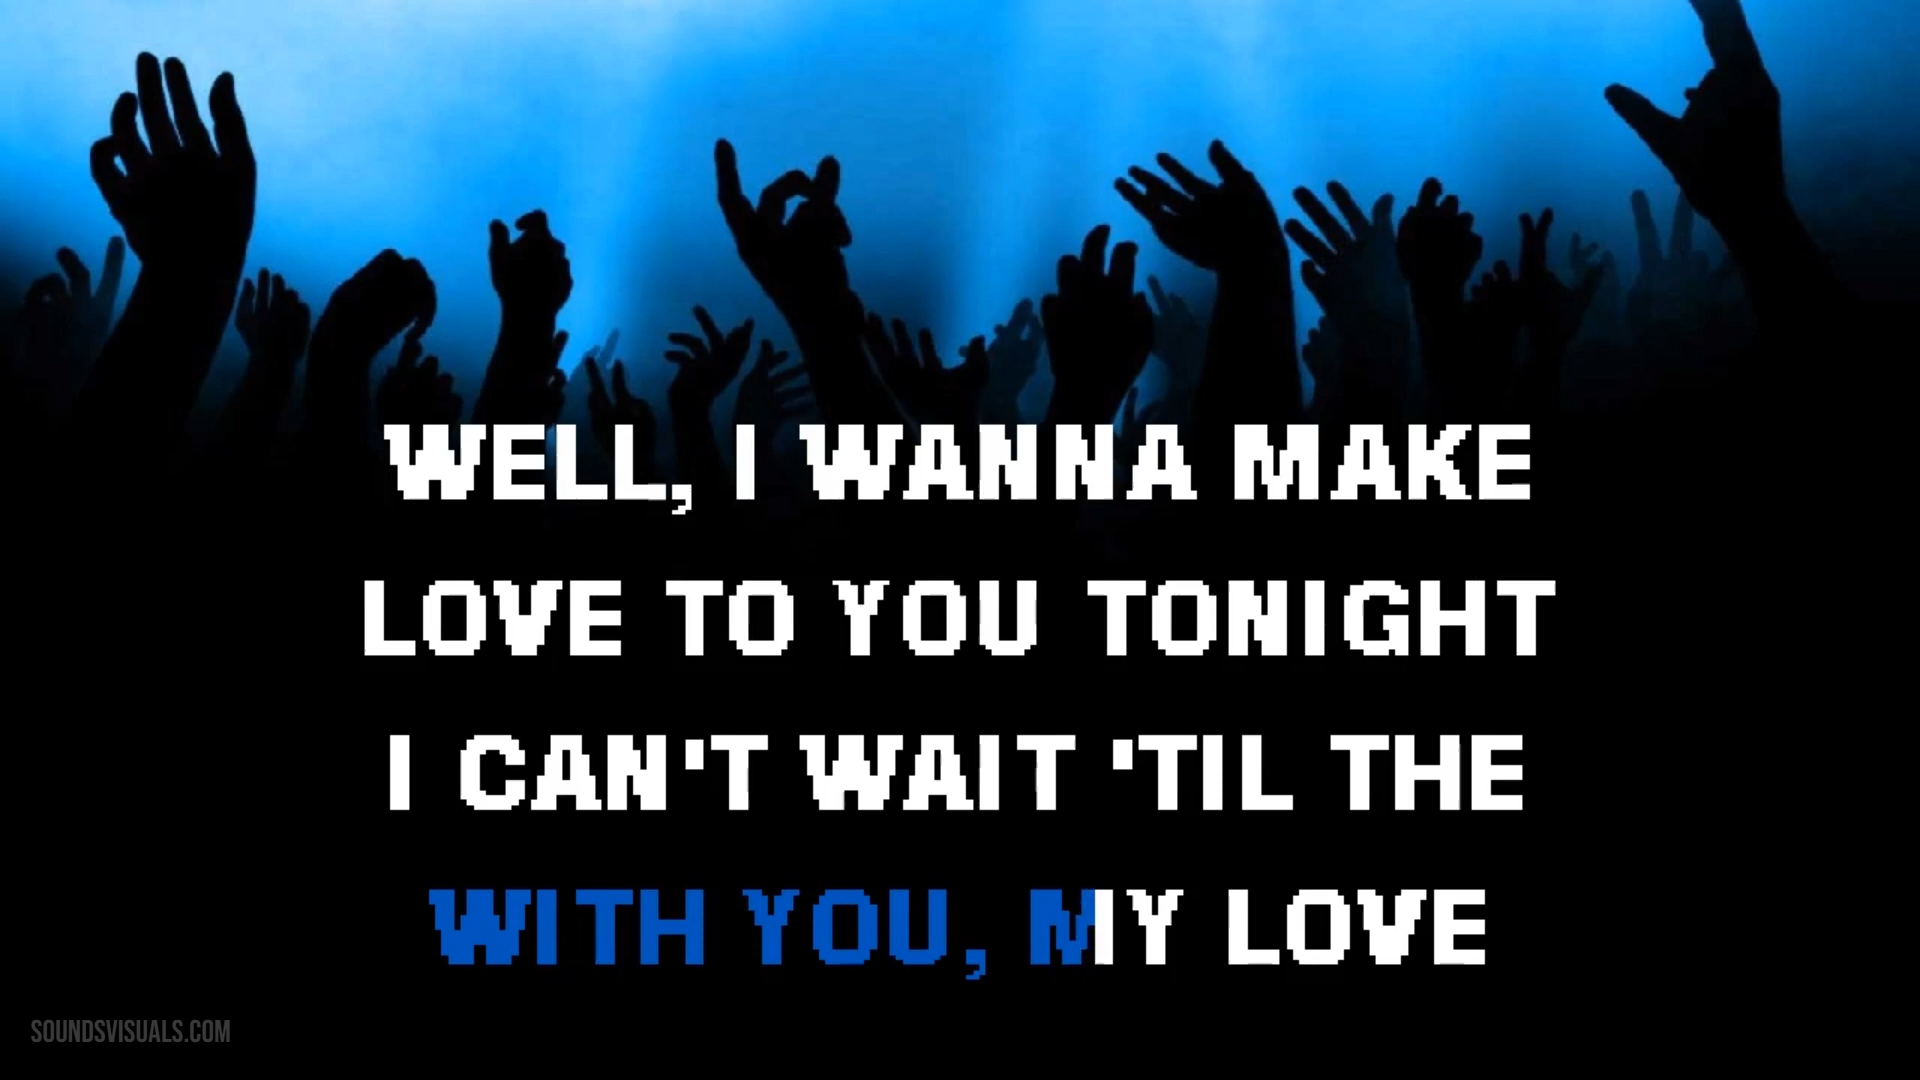 WELL, I WANNA MAKE
LOVE TO YOU TONIGHT
I CAN'T WAIT 'TIL THE
WITH YOU, MY LOVE
SOUNDSVISUALS.COM